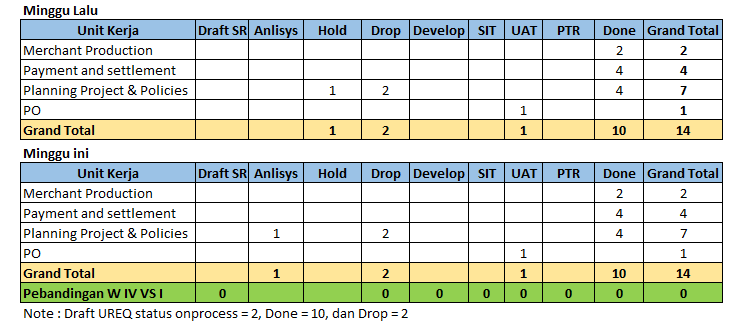 Minggu Lalu
Unit Kerja Draft SR Anlisys Hold Drop Develop SIT UAT PTR Done Grand Total
Merchant Production 2 2
Payment and settlement 4 4
Planning Project & Policies 1 2 4 7
PO 1 1
Grand Total 1 2 1 10 14
Minggu ini
Unit Kerja Draft SR Anlisys Hold Drop Develop SIT UAT PTR Done Grand Total
Merchant Production 2 2
Payment and settlement 4 4
Planning Project & Policies 1 2 4 7
PO 1 1
Grand Total 1 2 1 10 14
Pebandingan W IV VS I 0 0 0 0 0 0 0 0
Note : Draft UREQ status onprocess = 2, Done = 10, dan Drop = 2